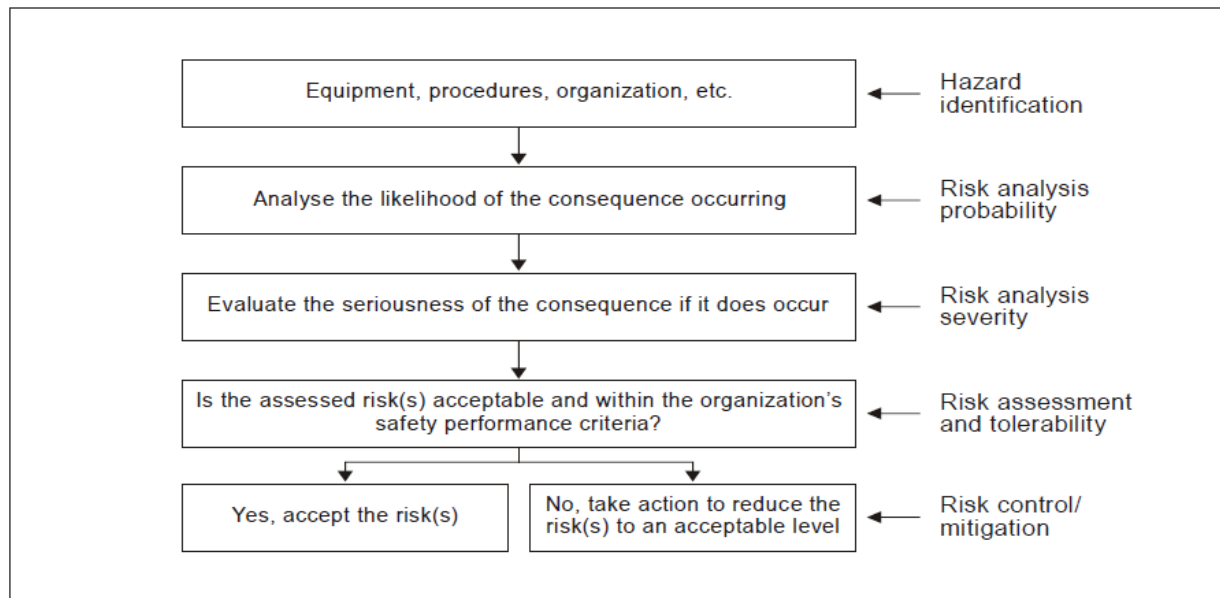 Equipment, procedures, organization, etc.
Hazard
identification
Analyse the likelihood of the consequence occurring
Risk analysis
probability
Evaluate the seriousness of the consequence if it does occur
Risk analysis
severity
Is the assessed risk(s) acceptable and within the organization's
safety performance criteria?
Risk assessment
and tolerability
Yes, accept the risk(s)
No, take action to reduce the
risk(s) to an acceptable level
Risk control/
mitigation